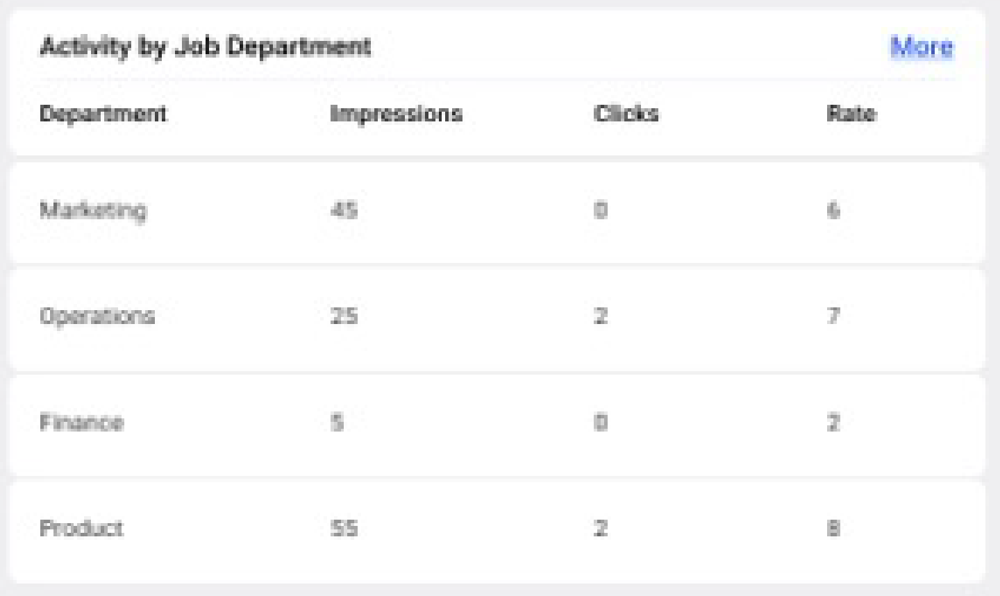 Activity by Job Department More
Department Impressions Clicks Rate
Marketing 45 0 6
Operations 25 2 7
Finance 5 0 2
Product 55 2 8